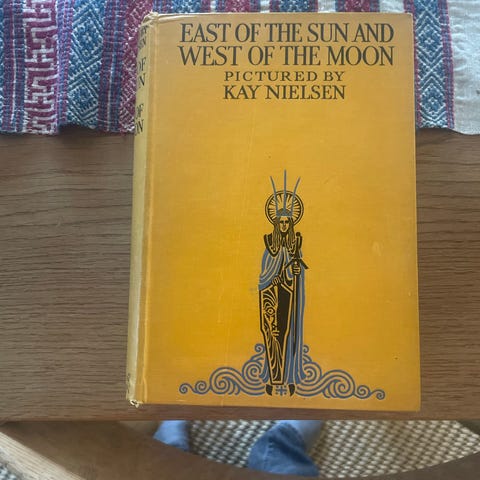 EAST OF THE SUN AND
WEST OF THE MOON
PICTURED BY
KAY NIELSEN